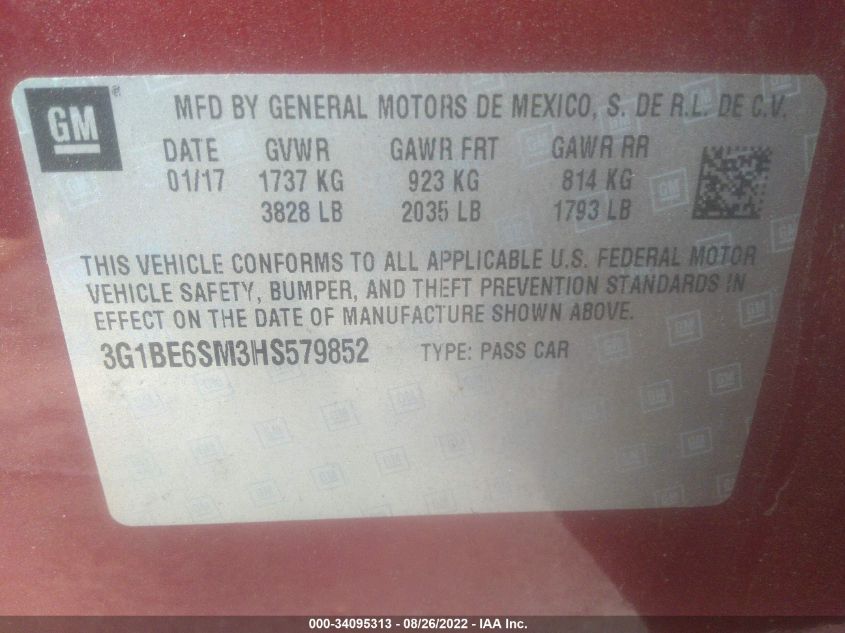 GM ®
MFD BY GENERAL MOTORS DE MEXICO, S. DE R.L. DE C.V.
DATE GVWR GAWR FRT GAWR RR
01/17 1737 KG 923 KG 814 KG
3828 LB 2035 LB 1793 LB
THIS VEHICLE CONFORMS TO ALL APPLICABLE U.S. FEDERAL MOTOR
VEHICLE SAFETY, BUMPER, AND THEFT PREVENTION STANDARDS IN
EFFECT ON THE DATE OF MANUFACTURE SHOWN ABOVE.
3G1BE6SM3HS579852 TYPE: PASS CAR
000-34095313 - 08/26/2022 - IAA Inc.